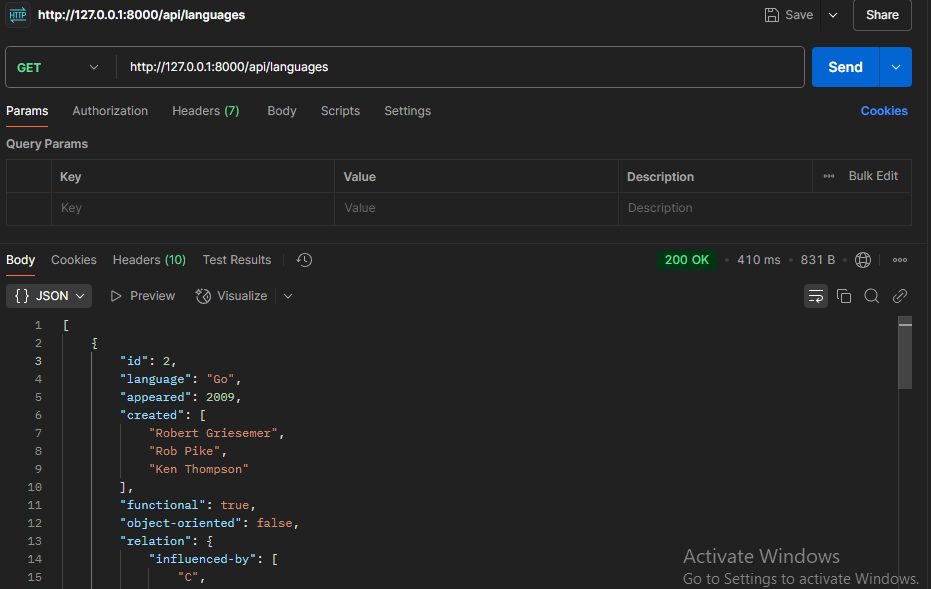 HTTP http://127.0.0.1:8000/api/languages Save Share
GET http://127.0.0.1:8000/api/languages Send
Params Authorization Headers (7) Body Scripts Settings Cookies
Query Params
Key Value Description ••• Bulk Edit
Key Value Description
Body Cookies Headers (10) Test Results 200 OK • 410 ms • 831 B •
{} JSON Preview Visualize
1 [
2 {
3 "id": 2,
4 "language": "Go",
5 "appeared": 2009,
6 "created": [
7 "Robert Griesemer",
8 "Rob Pike",
9 "Ken Thompson"
10 ],
11 "functional": true,
12 "object-oriented": false,
13 "relation": {
14 "influenced-by": [
15 "C",
Activate Windows
Go to Settings to activate Windows.